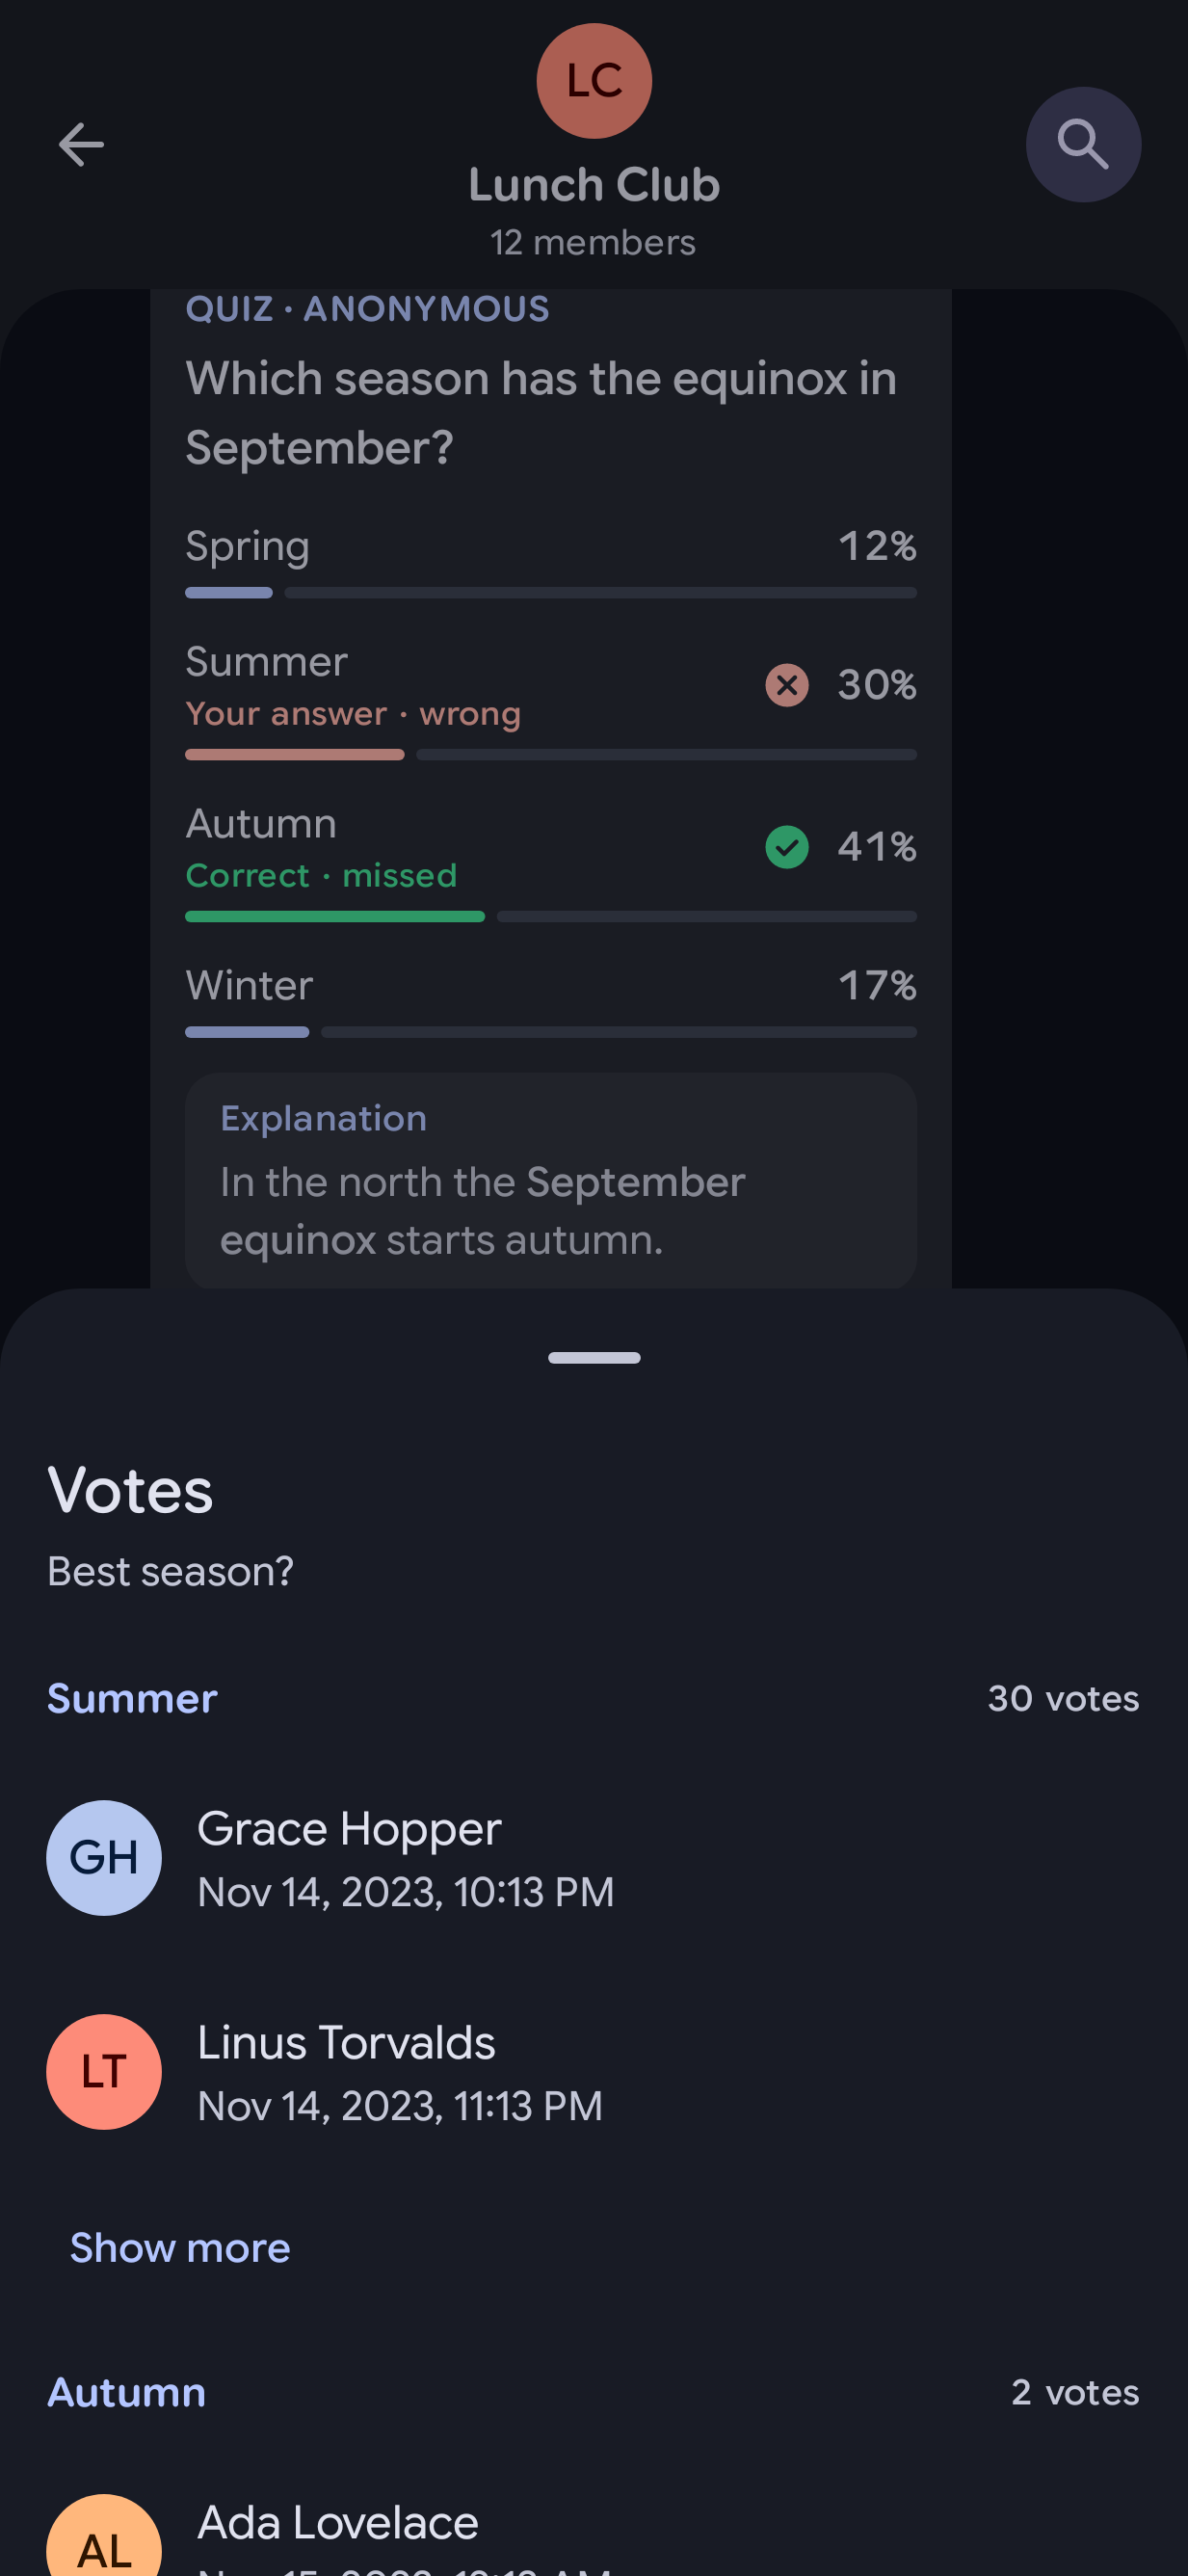 LC
Lunch Club
12 members
QUIZ · ANONYMOUS
Which season has the equinox in
September?
Spring 12%
Summer
Your answer · wrong 30%
Autumn
Correct · missed 41%
Winter 17%
Explanation
In the north the September
equinox starts autumn.
Votes
Best season?
Summer 30 votes
GH Grace Hopper
Nov 14, 2023, 10:13 PM
LT Linus Torvalds
Nov 14, 2023, 11:13 PM
Show more
Autumn 2 votes
AL Ada Lovelace